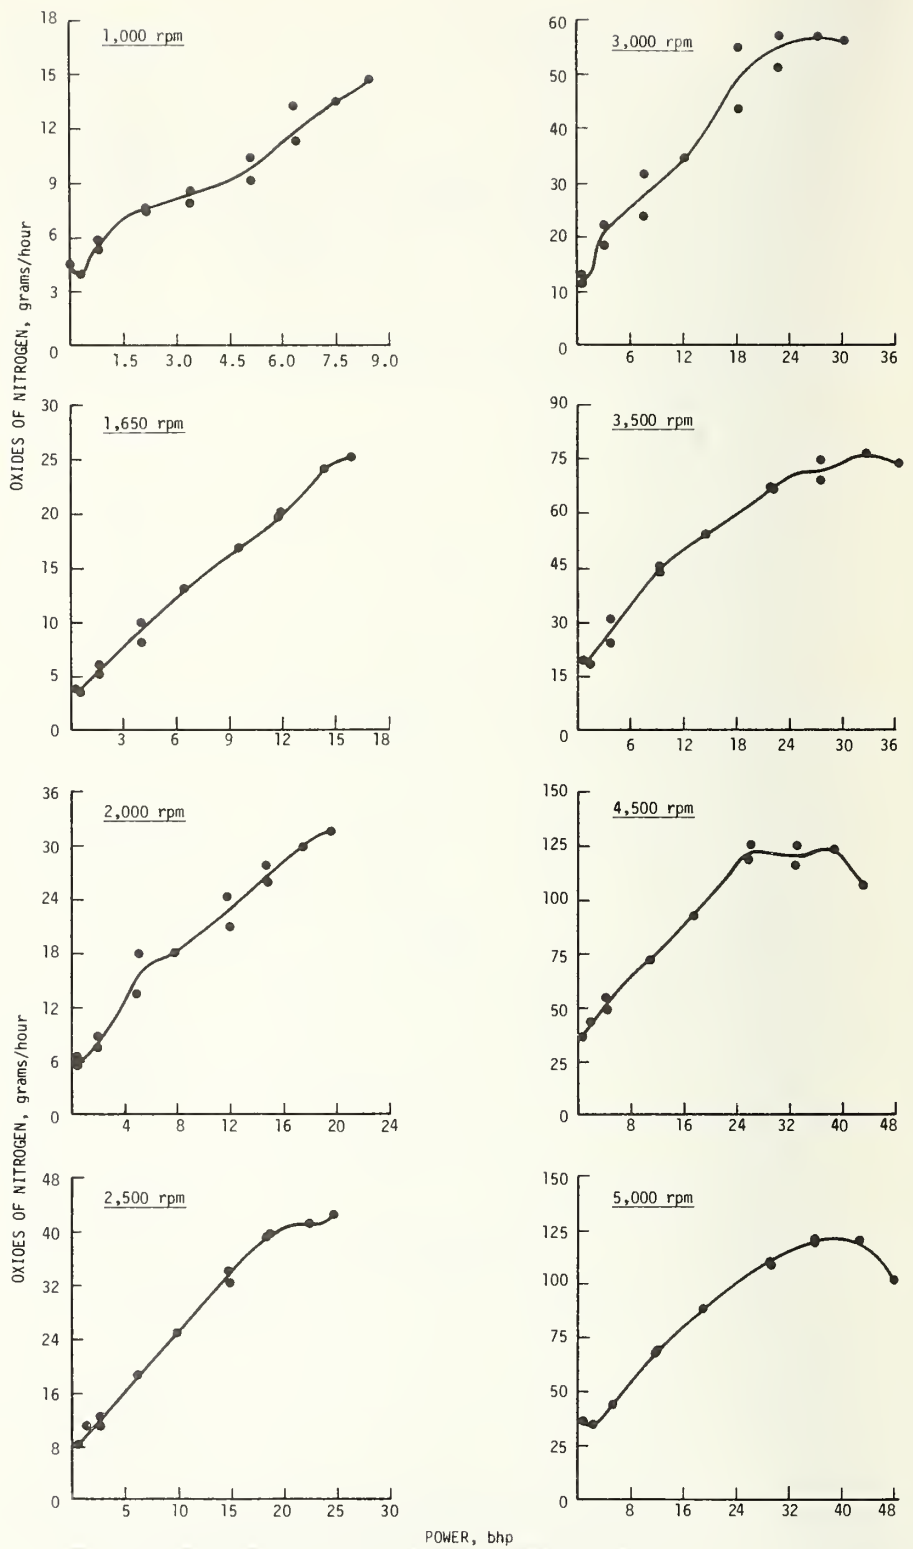 OXIDES OF NITROGEN, grams/hour
1,000 rpm
18
15
12
9
6
3
0
1.5 3.0 4.5 6.0 7.5 9.0
3,000 rpm
60
50
40
30
20
10
0
6 12 18 24 30 36
1,650 rpm
30
25
20
15
10
5
0
3 6 9 12 15 18
3,500 rpm
90
75
60
45
30
15
0
6 12 18 24 30 36
OXIOES OF NITROGEN, grams/hour
2,000 rpm
36
30
24
18
12
6
0
4 8 12 16 20 24
4,500 rpm
150
125
100
75
50
25
0
8 16 24 32 40 48
2,500 rpm
48
40
32
24
16
8
0
5 10 15 20 25 30
5,000 rpm
150
125
100
75
50
25
0
8 16 24 32 40 48
POWER, bhp